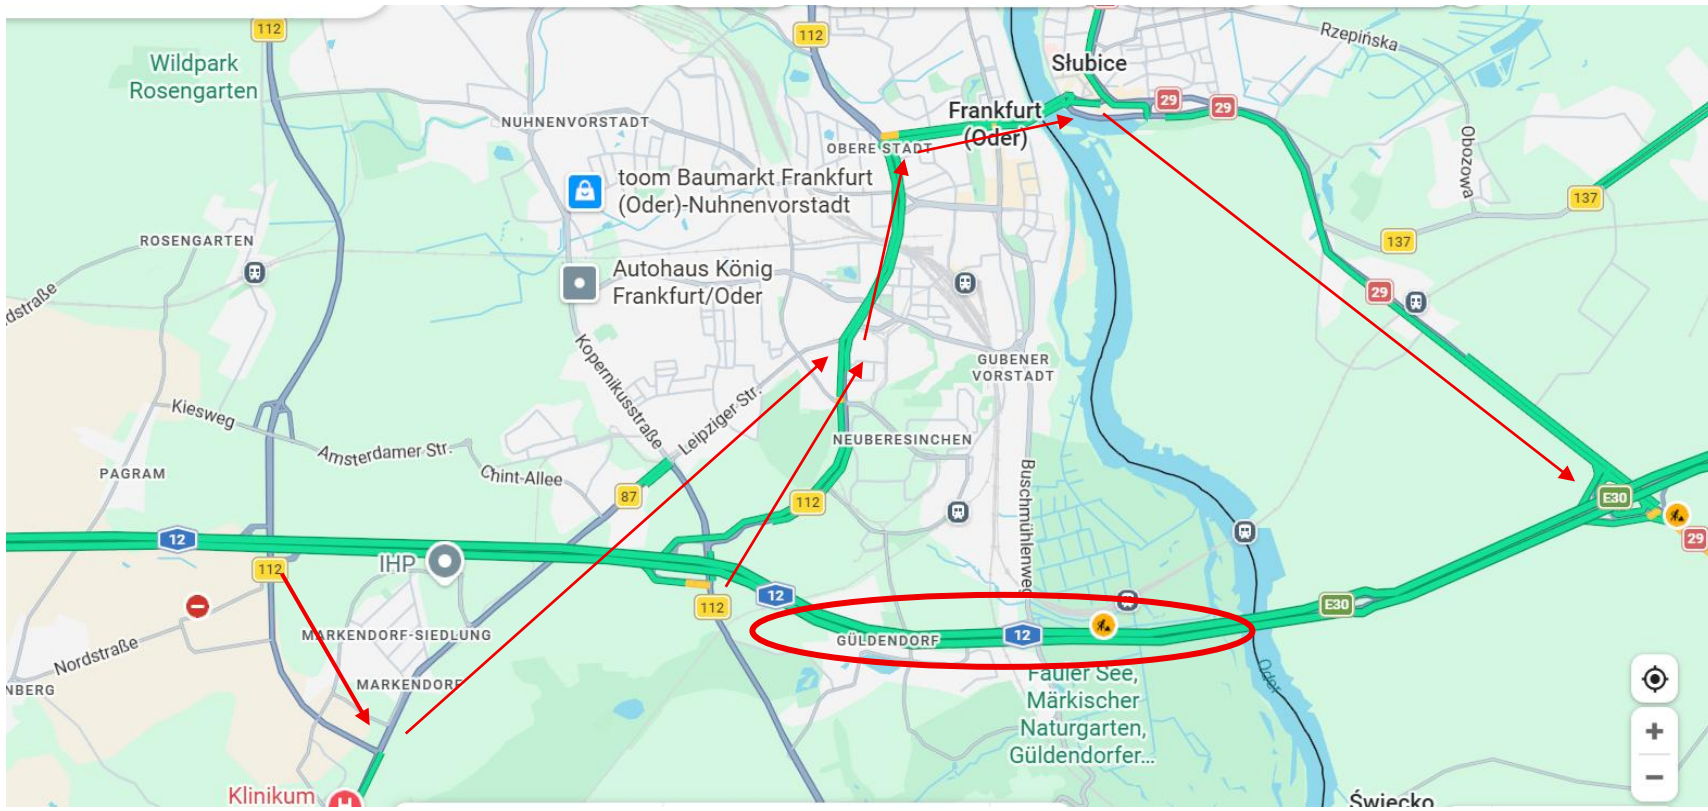 112
112
Wildpark
Rosengarten
Słubice
Rzepińska
29
29
Frankfurt
(Oder)
NUHNENVORSTADT
OBERE STADT
Obozowa
toom Baumarkt Frankfurt
(Oder)-Nuhnenvorstadt
137
137
ROSENGARTEN
Autohaus König
Frankfurt/Oder
29
Kopernikusstraße
GUBENER
VORSTADT
Leipziger Str.
Kiesweg
Amsterdamer Str.
NEUBERESINCHEN
PAGRAM
Chint-Allee
87
112
Buschmühlenweg
E30
12
29
IHP
112
12
112
E30
MARKENDORF-SIEDLUNG
GÜLDENDORF
12
Nordstraße
MARKENDORF
Oder
Fauler See,
Märkischer
Naturgarten,
Güldendorfer...
Klinikum
H
Świecko
+
−